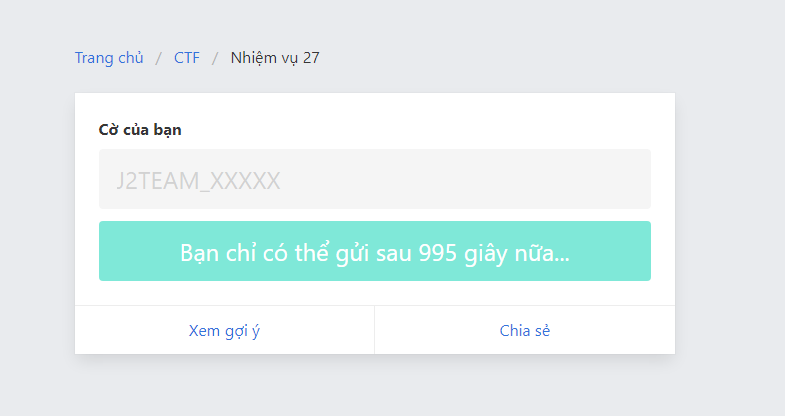 Trang chủ / CTF / Nhiệm vụ 27
Cờ của bạn
J2TEAM_XXXXX
Bạn chỉ có thể gửi sau 995 giây nữa...
Xem gợi ý
Chia sẻ